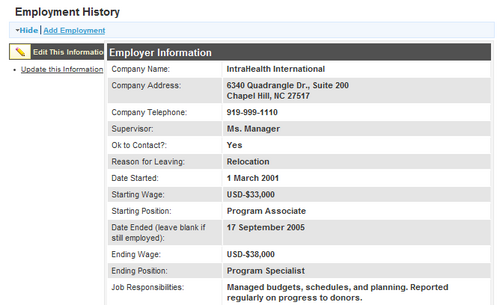 Employment History
Hide | Add Employment
Edit This Informatio
Employer Information
Update this Information
Company Name: IntraHealth International
Company Address: 6340 Quadrangle Dr., Suite 200
Chapel Hill, NC 27517
Company Telephone: 919-999-1110
Supervisor: Ms. Manager
Ok to Contact?: Yes
Reason for Leaving: Relocation
Date Started: 1 March 2001
Starting Wage: USD-$33,000
Starting Position: Program Associate
Date Ended (leave blank if 17 September 2005
still employed):
Ending Wage: USD-$38,000
Ending Position: Program Specialist
Job Responsibilities: Managed budgets, schedules, and planning. Reported
regularly on progress to donors.